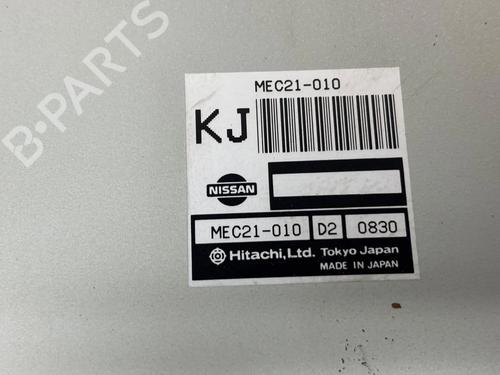 B-PARTS
MEC21-010
KJ
NISSAN
MEC21-010 D2 0830
Hitachi, Ltd. Tokyo Japan
MADE IN JAPAN